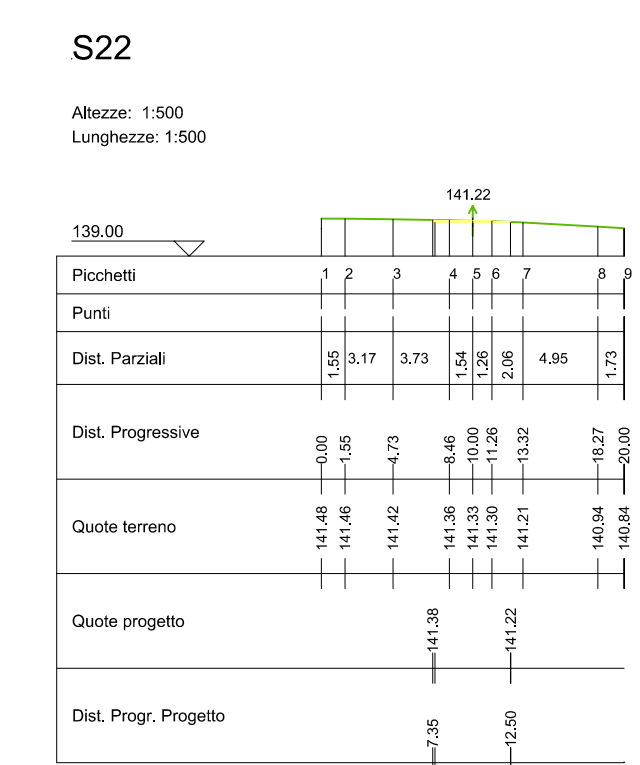 S22
Altezze: 1:500
Lunghezze: 1:500
141.22
139.00
Picchetti 1 2 3 4 5 6 7 8 9
Punti
Dist. Parziali 1.55 3.17 3.73 1.54 1.26 2.06 4.95 1.73
Dist. Progressive 0.00 1.55 4.73 8.46 10.00 11.26 13.32 18.27 20.00
Quote terreno 141.48 141.46 141.42 141.36 141.33 141.30 141.21 140.94 140.84
Quote progetto 141.38 141.22
Dist. Progr. Progetto 7.35 12.50